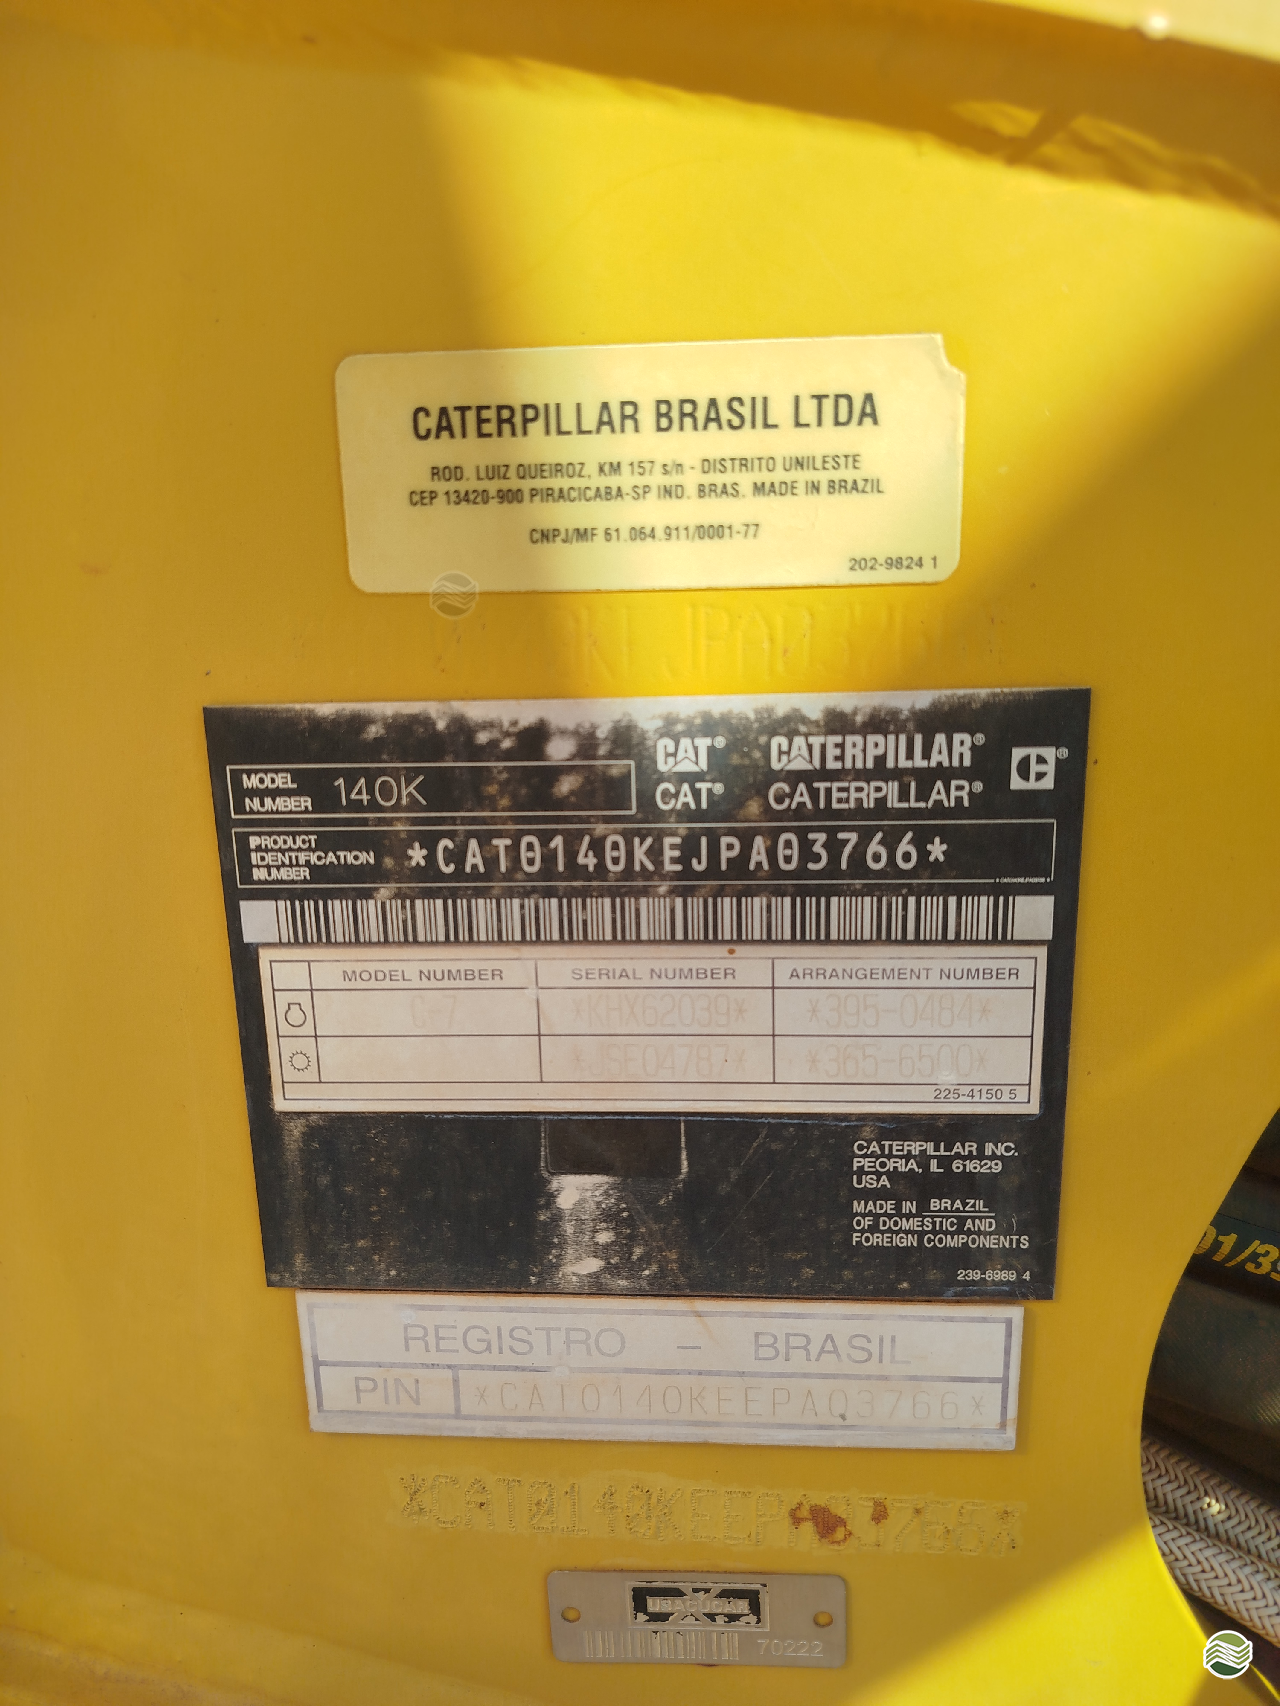 CATERPILLAR BRASIL LTDA
ROD. LUIZ QUEIROZ, KM 157 s/n - DISTRITO UNILESTE
CEP 13420-900 PIRACICABA-SP IND. BRAS. MADE IN BRAZIL
CNPJ/MF 61.064.911/0001-77
202-9824 1
MODEL NUMBER 140K
CAT® CATERPILLAR®
CAT® CATERPILLAR®
PRODUCT IDENTIFICATION NUMBER *CAT0140KEJPA03766*
MODEL NUMBER SERIAL NUMBER ARRANGEMENT NUMBER
C-7 *KHX62039* *395-0484*
*JSE04787* *365-6500*
225-4150 5
CATERPILLAR INC.
PEORIA, IL 61629
USA
MADE IN BRAZIL
OF DOMESTIC AND
FOREIGN COMPONENTS
239-6989 4
REGISTRO – BRASIL
PIN *CAT0140KEEPA03766*
*CAT0140KEEPA03766*
USAÇUCAR
70222